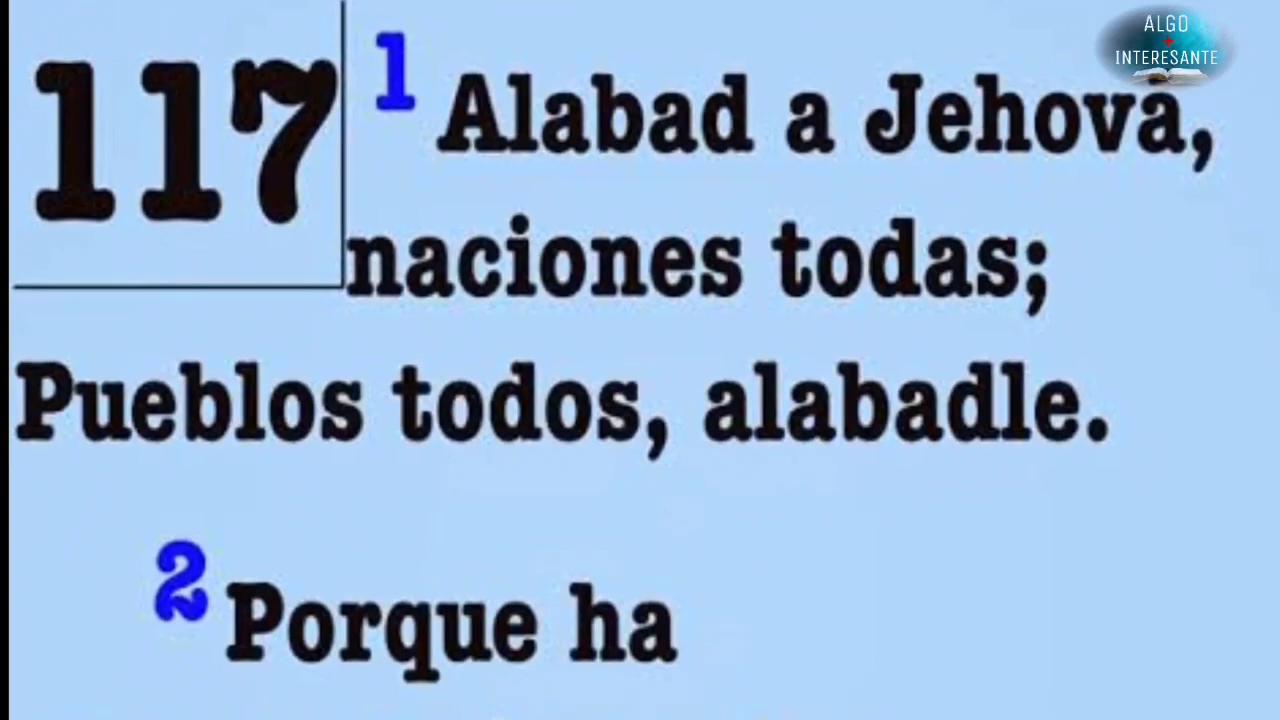 ALGO
+
INTERESANTE
117
1 Alabad a Jehová,
naciones todas;
Pueblos todos, alabadle.
2 Porque ha